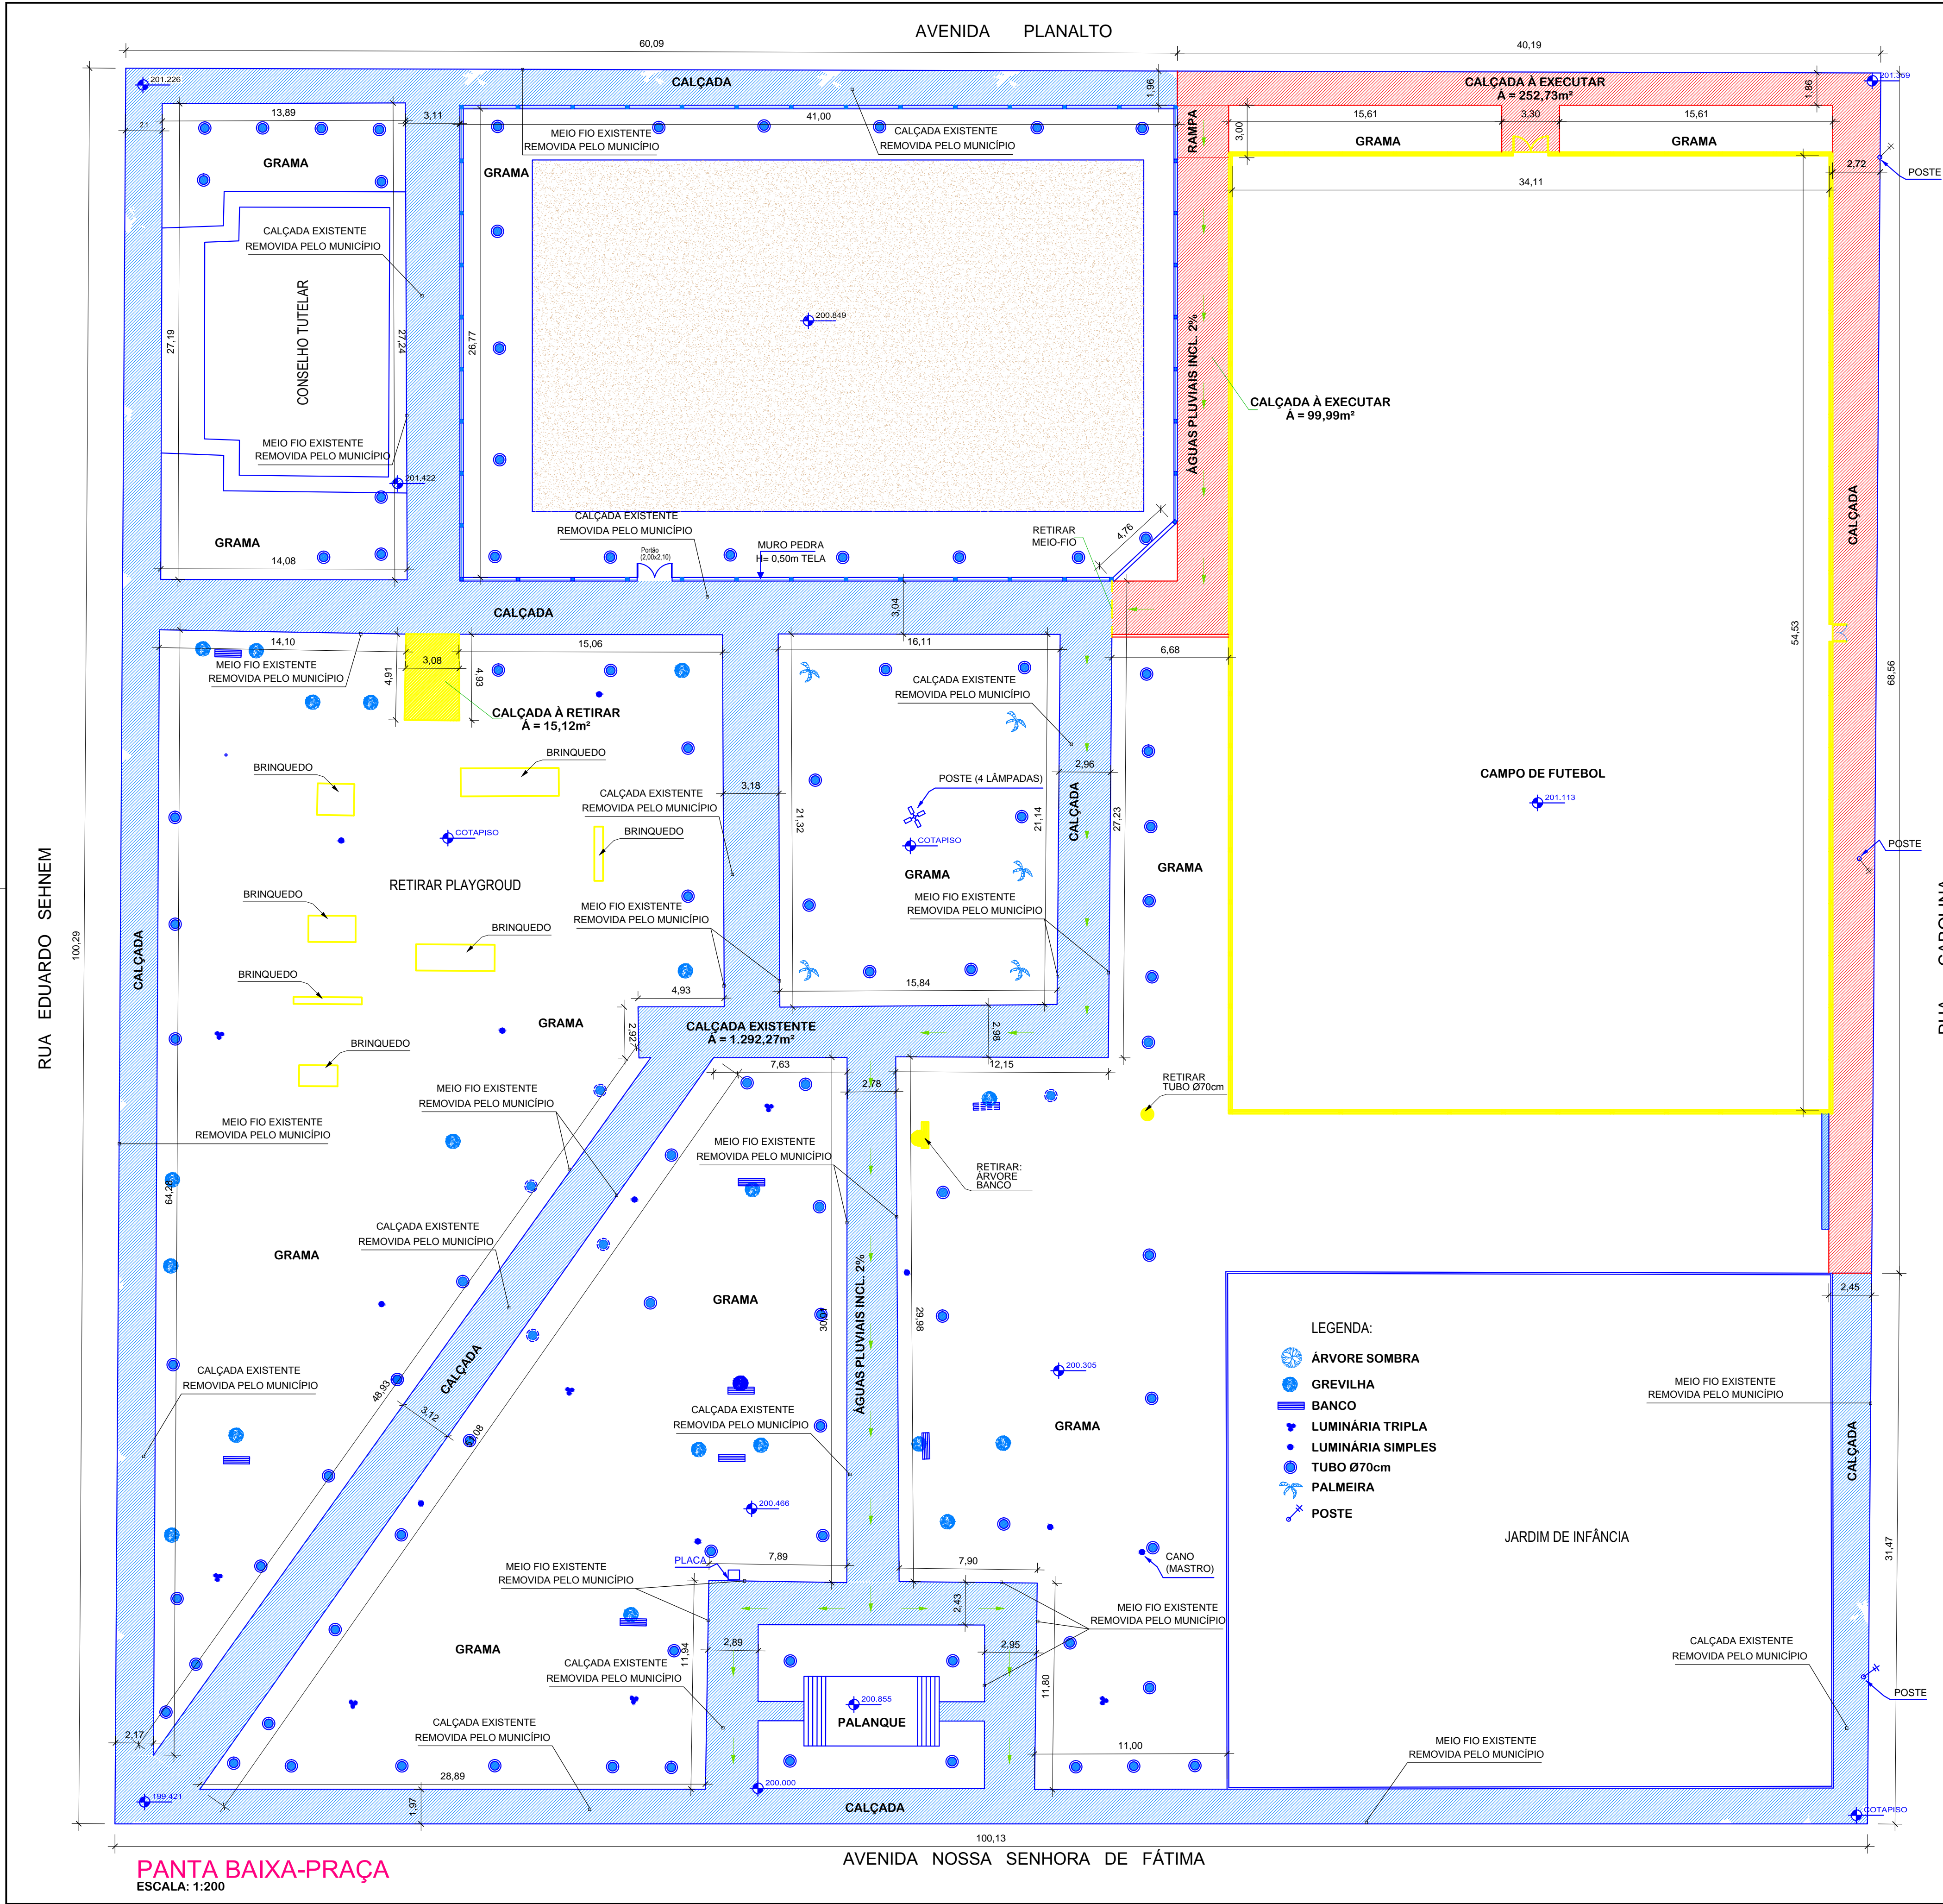 AVENIDA PLANALTO
60,09
40,19
201.226
CALÇADA
1,96
CALÇADA À EXECUTAR
Á = 252,73m²
1,86
201.359
13,89
2.1
3,11
41,00
MEIO FIO EXISTENTE
REMOVIDA PELO MUNICÍPIO
CALÇADA EXISTENTE
REMOVIDA PELO MUNICÍPIO
RAMPA
3,00
15,61
3,30
15,61
GRAMA
GRAMA
GRAMA
GRAMA
2,72
POSTE
34,11
CALÇADA EXISTENTE
REMOVIDA PELO MUNICÍPIO
CONSELHO TUTELAR
27,19
27,24
26,77
200.849
ÁGUAS PLUVIAIS INCL. 2%
CALÇADA À EXECUTAR
Á = 99,99m²
MEIO FIO EXISTENTE
REMOVIDA PELO MUNICÍPIO
201.422
CALÇADA EXISTENTE
REMOVIDA PELO MUNICÍPIO
RETIRAR
MEIO-FIO
4,76
CALÇADA
GRAMA
14,08
Portão
(2,00x2,10)
MURO PEDRA
H= 0,50m TELA
CALÇADA
3,04
14,10
3,08
15,06
16,11
6,68
54,53
68,56
MEIO FIO EXISTENTE
REMOVIDA PELO MUNICÍPIO
4,91
4,93
CALÇADA À RETIRAR
Á = 15,12m²
CALÇADA EXISTENTE
REMOVIDA PELO MUNICÍPIO
BRINQUEDO
BRINQUEDO
CALÇADA EXISTENTE
REMOVIDA PELO MUNICÍPIO
3,18
POSTE (4 LÂMPADAS)
2,96
CAMPO DE FUTEBOL
201.113
21,32
21,14
CALÇADA
27,23
COTAPISO
BRINQUEDO
COTAPISO
POSTE
RUA EDUARDO SEHNEM
100,29
RETIRAR PLAYGROUD
GRAMA
GRAMA
BRINQUEDO
MEIO FIO EXISTENTE
REMOVIDA PELO MUNICÍPIO
MEIO FIO EXISTENTE
REMOVIDA PELO MUNICÍPIO
BRINQUEDO
CALÇADA
BRINQUEDO
4,93
15,84
GRAMA
2,92
CALÇADA EXISTENTE
Á = 1.292,27m²
2,98
BRINQUEDO
7,63
2,78
12,15
MEIO FIO EXISTENTE
REMOVIDA PELO MUNICÍPIO
RETIRAR
TUBO Ø70cm
MEIO FIO EXISTENTE
REMOVIDA PELO MUNICÍPIO
MEIO FIO EXISTENTE
REMOVIDA PELO MUNICÍPIO
RETIRAR:
ÁRVORE
BANCO
64,28
CALÇADA EXISTENTE
REMOVIDA PELO MUNICÍPIO
GRAMA
GRAMA
ÁGUAS PLUVIAIS INCL. 2%
29,98
2,45
LEGENDA:
ÁRVORE SOMBRA
GREVILHA
BANCO
LUMINÁRIA TRIPLA
LUMINÁRIA SIMPLES
TUBO Ø70cm
PALMEIRA
POSTE
200.305
CALÇADA EXISTENTE
REMOVIDA PELO MUNICÍPIO
48,93
CALÇADA
3,12
CALÇADA EXISTENTE
REMOVIDA PELO MUNICÍPIO
GRAMA
MEIO FIO EXISTENTE
REMOVIDA PELO MUNICÍPIO
CALÇADA
200.466
JARDIM DE INFÂNCIA
31,47
PLACA
7,89
7,90
CANO
(MASTRO)
MEIO FIO EXISTENTE
REMOVIDA PELO MUNICÍPIO
2,43
MEIO FIO EXISTENTE
REMOVIDA PELO MUNICÍPIO
GRAMA
11,94
2,89
2,95
CALÇADA EXISTENTE
REMOVIDA PELO MUNICÍPIO
CALÇADA EXISTENTE
REMOVIDA PELO MUNICÍPIO
11,80
200.855
PALANQUE
POSTE
CALÇADA EXISTENTE
REMOVIDA PELO MUNICÍPIO
2,17
11,00
MEIO FIO EXISTENTE
REMOVIDA PELO MUNICÍPIO
28,89
200.000
199.421
1,97
CALÇADA
COTAPISO
100,13
AVENIDA NOSSA SENHORA DE FÁTIMA
PANTA BAIXA-PRAÇA
ESCALA: 1:200